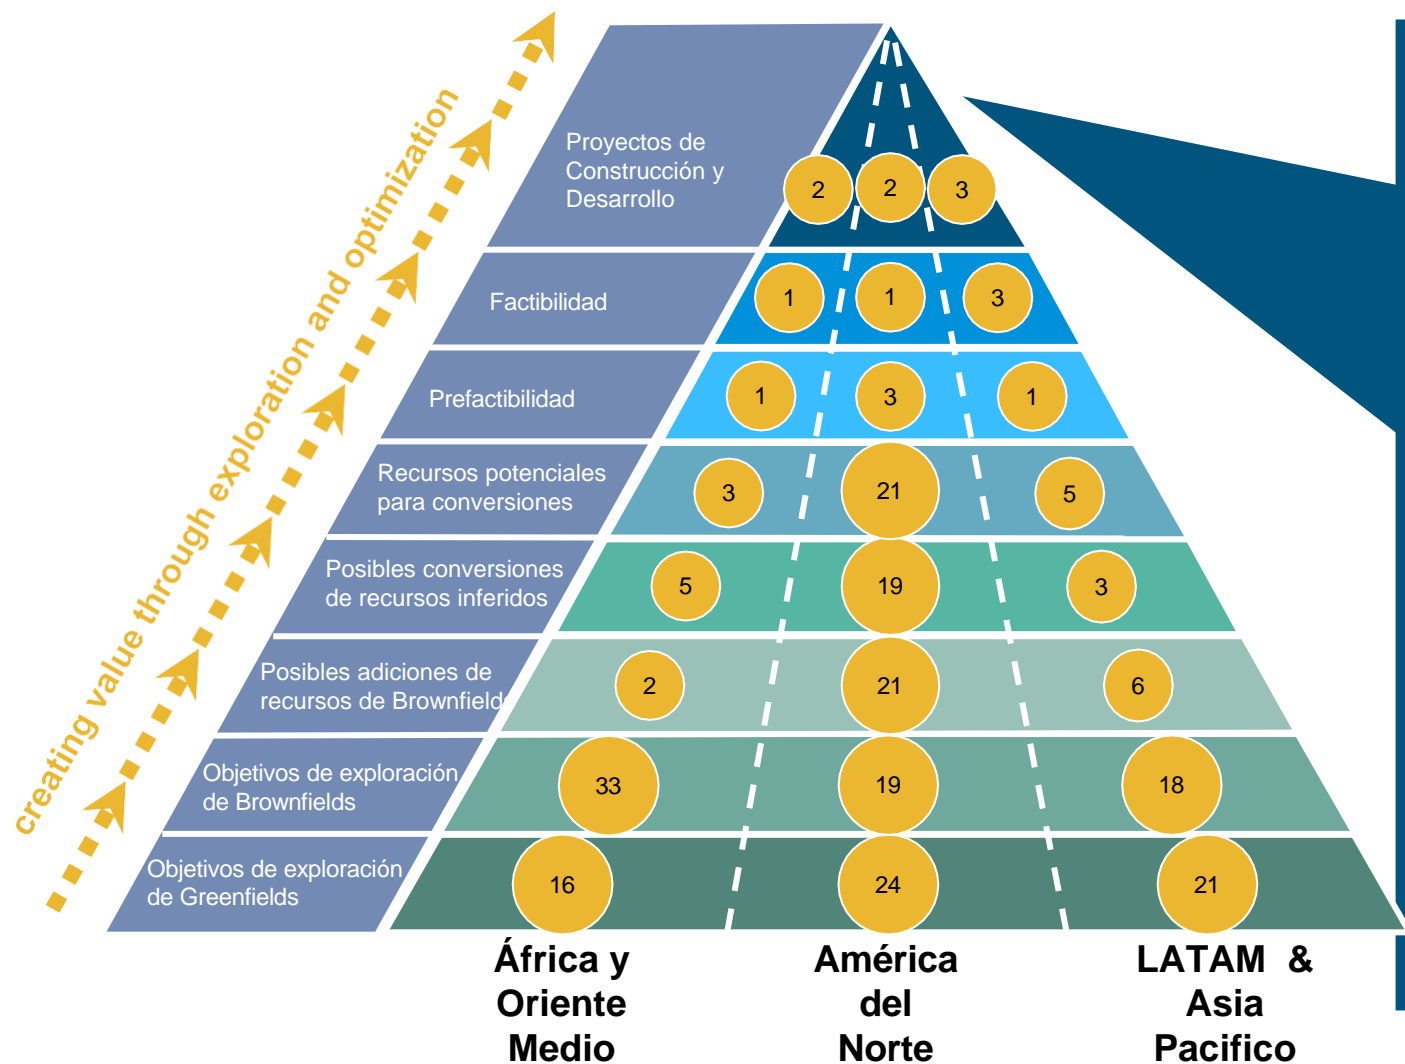 creating value through exploration and optimization
Proyectos de
Construcción y
Desarrollo
2 2 3
Factibilidad
1 1 3
Prefactibilidad
1 3 1
Recursos potenciales
para conversiones
3 21 5
Posibles conversiones
de recursos inferidos
5 19 3
Posibles adiciones de
recursos de Brownfields
2 21 6
Objetivos de exploración
de Brownfields
33 19 18
Objetivos de exploración
de Greenfields
16 24 21
África y
Oriente
Medio
América
del
Norte
LATAM &
Asia
Pacifico